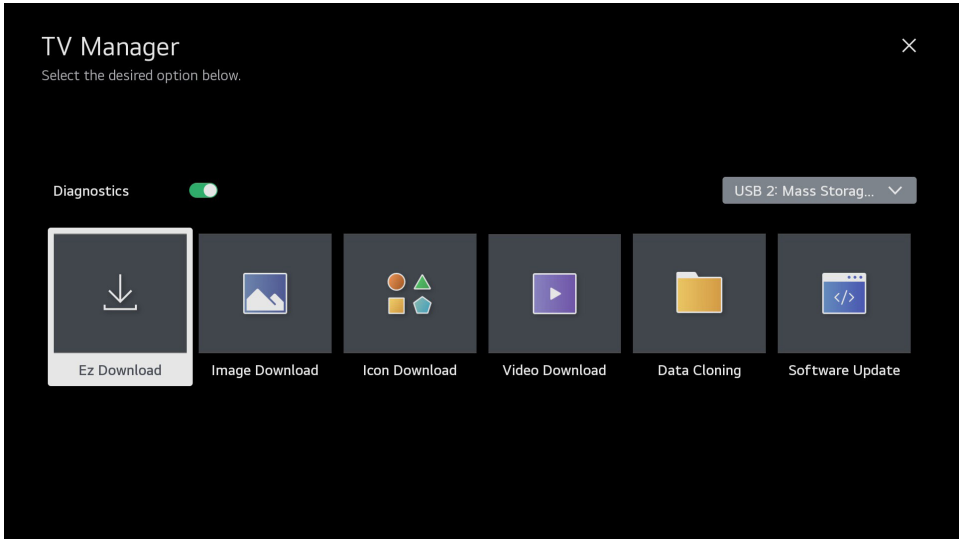 TV Manager
Select the desired option below.
Diagnostics
USB 2: Mass Storag...
Ez Download
Image Download
Icon Download
Video Download
Data Cloning
Software Update